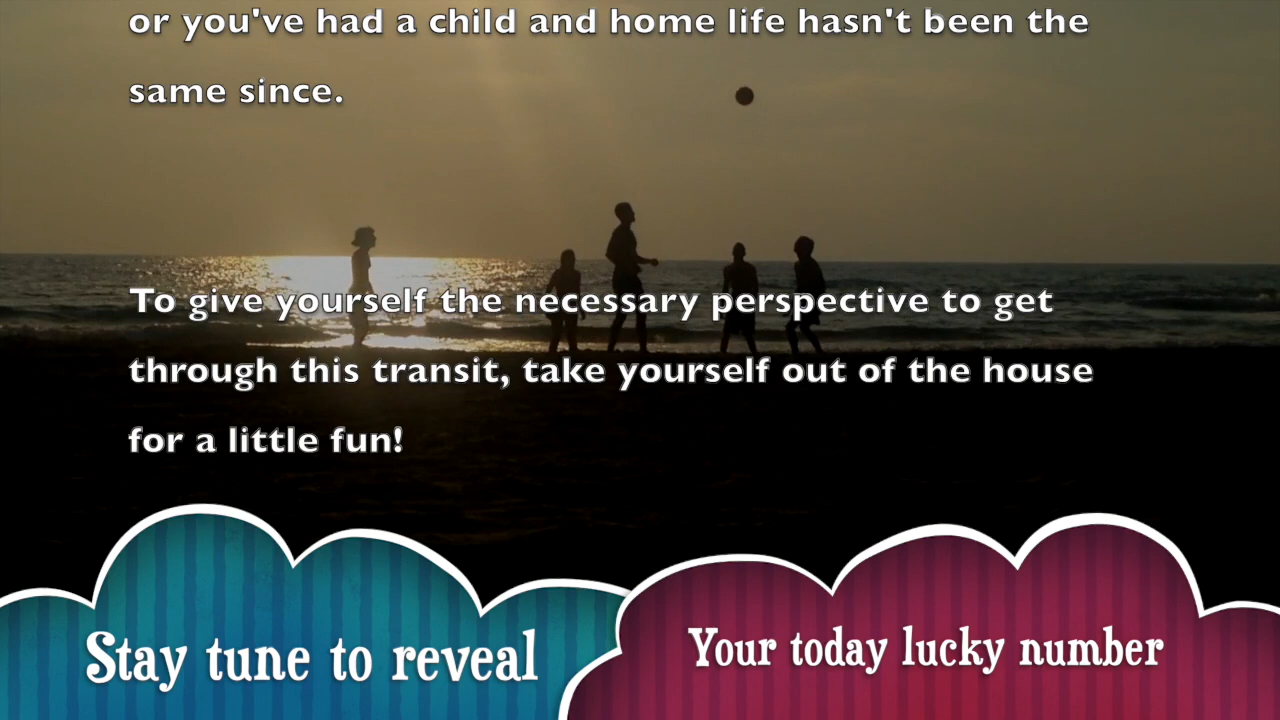 or you've had a child and home life hasn't been the
same since.
To give yourself the necessary perspective to get
through this transit, take yourself out of the house
for a little fun!
Stay tune to reveal
Your today lucky number